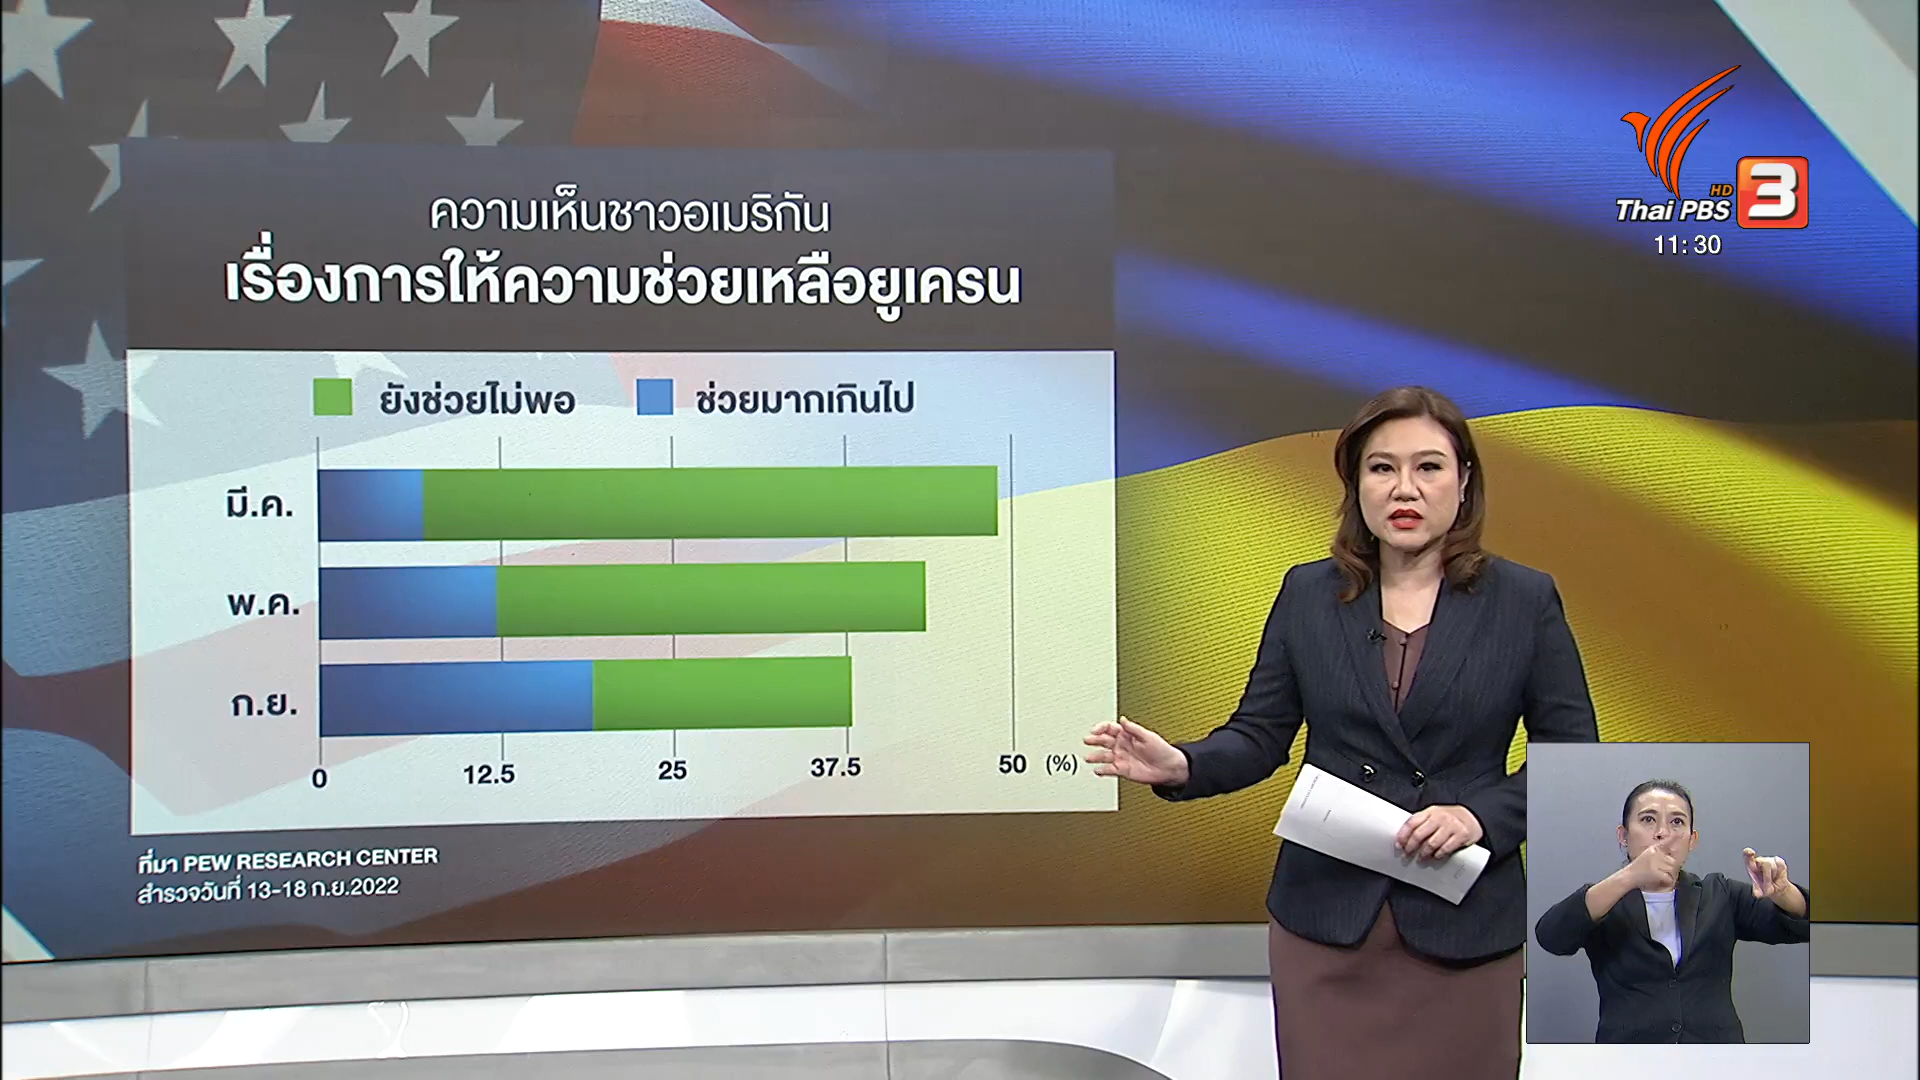 ความเห็นชาวอเมริกัน
เรื่องการให้ความช่วยเหลือยูเครน
ยังช่วยไม่พอ ช่วยมากเกินไป
มี.ค.
พ.ค.
ก.ย.
0 12.5 25 37.5 50 (%)
ที่มา PEW RESEARCH CENTER
สำรวจวันที่ 13-18 ก.ย.2022
HD
Thai PBS 3
11:30